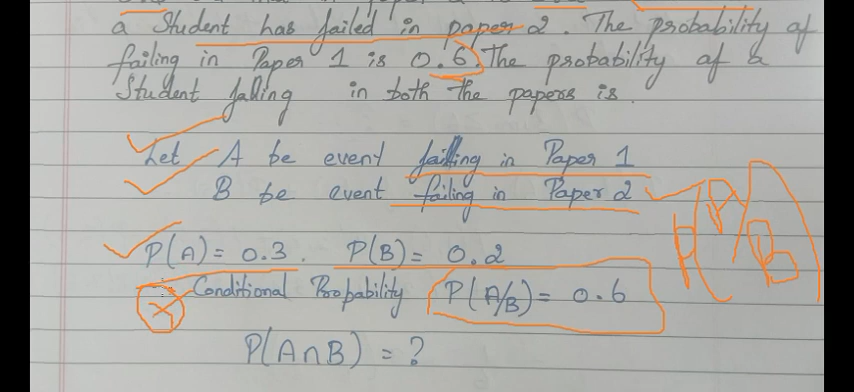 a Student has failed in paper 2. The probability of
failing in Paper 1 is 0.6. The probability of a
Student falling in both the papers is
Let A be event failing in Paper 1
B be event failing in Paper 2
P(A) = 0.3. P(B) = 0.2
Conditional Probability P(A/B) = 0.6
P(A∩B) = ?